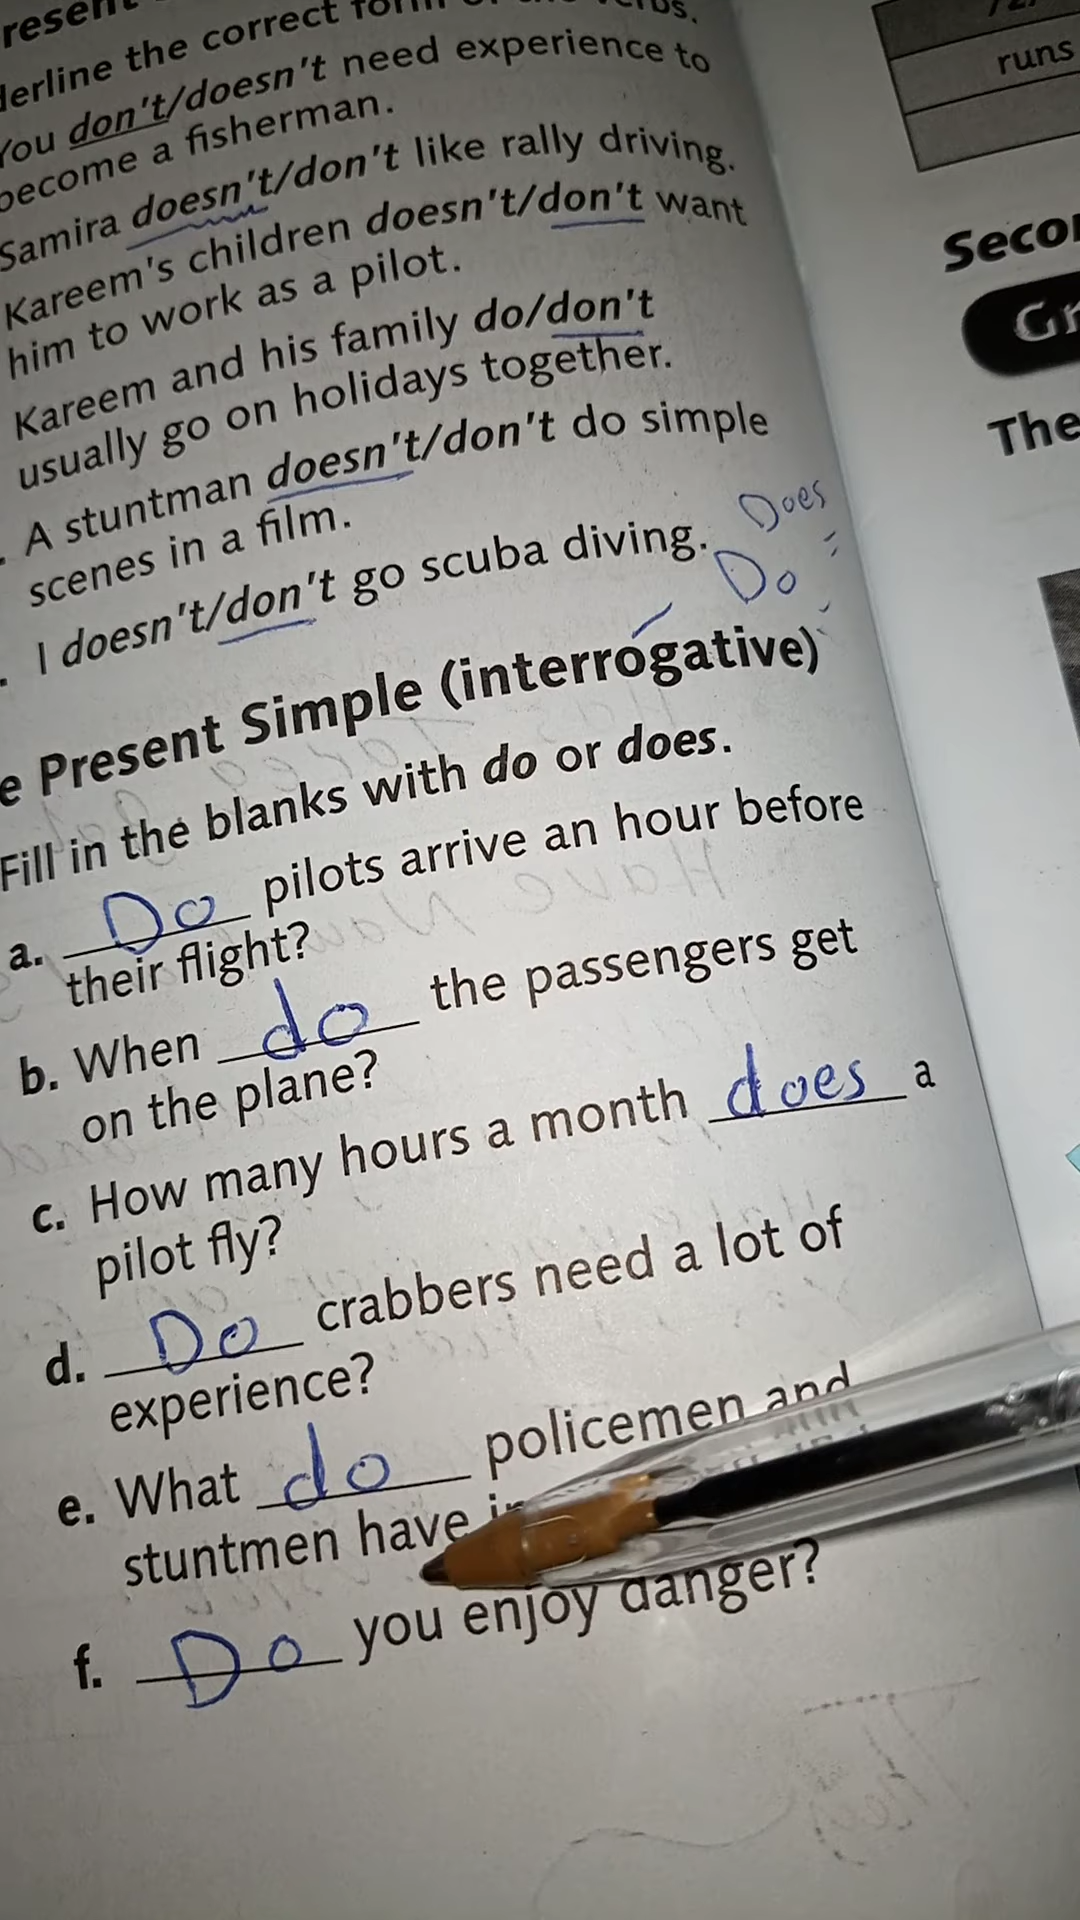 the correct
You don't/doesn't need experience to
become a fisherman.
Samira doesn't/don't like rally driving.
Kareem's children doesn't/don't want
him to work as a pilot.
Kareem and his family do/don't
usually go on holidays together.
A stuntman doesn't/don't do simple
scenes in a film.
I doesn't/don't go scuba diving.
Does
Do
Present Simple (interrogative)
Fill in the blanks with do or does.
a. Do pilots arrive an hour before
their flight?
b. When do the passengers get
on the plane?
c. How many hours a month does a
pilot fly?
d. Do crabbers need a lot of
experience?
e. What do policemen and
stuntmen have
f. Do you enjoy danger?
runs
The